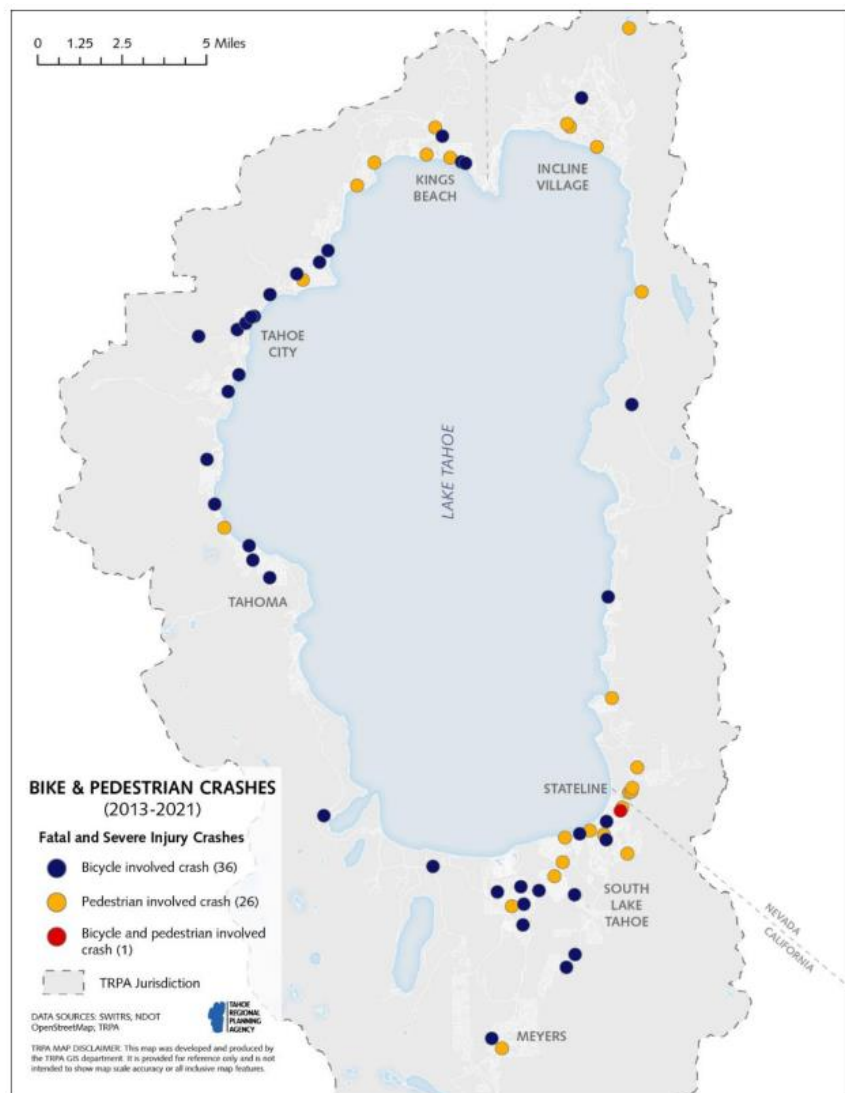 0 1.25 2.5 5 Miles
INCLINE
VILLAGE
KINGS
BEACH
TAHOE
CITY
LAKE TAHOE
TAHOMA
STATELINE
SOUTH
LAKE
TAHOE
NEVADA
CALIFORNIA
MEYERS
BIKE & PEDESTRIAN CRASHES
(2013-2021)
Fatal and Severe Injury Crashes
Bicycle involved crash (36)
Pedestrian involved crash (26)
Bicycle and pedestrian involved
crash (1)
TRPA Jurisdiction
DATA SOURCES: SWITRS, NDOT
OpenStreetMap; TRPA
TAHOE
REGIONAL
PLANNING
AGENCY
TRPA MAP DISCLAIMER: This map was developed and produced by
the TRPA GIS department. It is provided for reference only and is not
intended to show map scale accuracy or all inclusive map features.